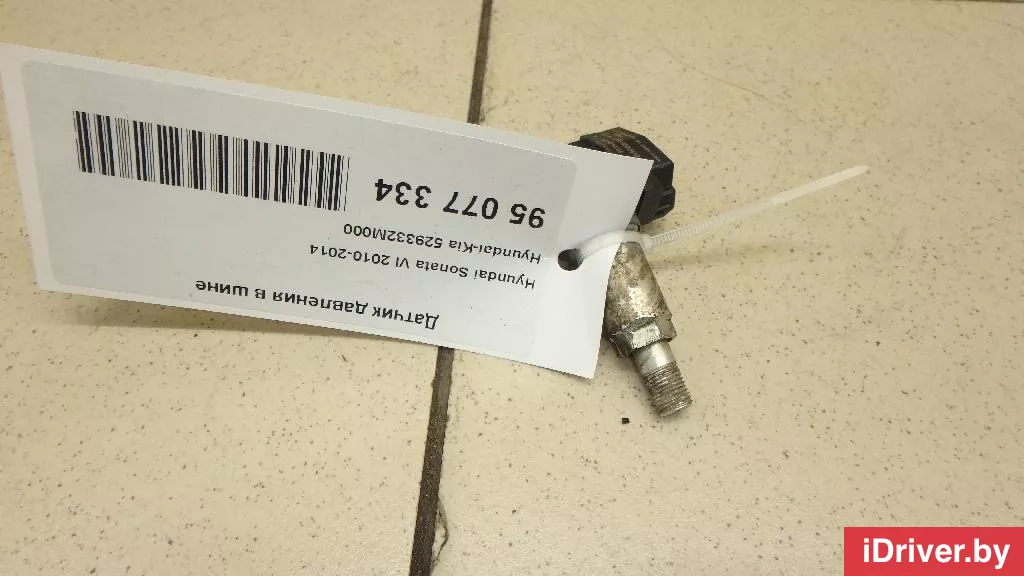 Датчик давления в шине
Hyundai Sonata VI 2010-2014
Hyundai-Kia 529332M000
95 077 334
iDriver.by